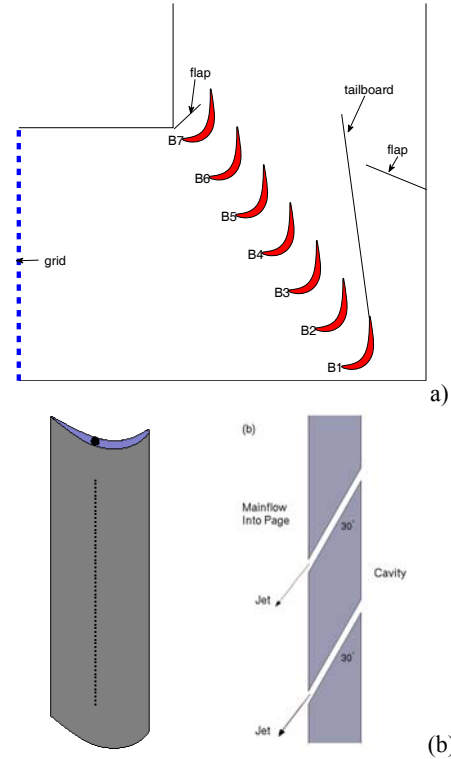 flap
tailboard
B7
flap
B6
B5
B4
grid
B3
B2
B1
a)
(b)
Mainflow
Into Page
30°
Cavity
Jet
30°
Jet
(b)